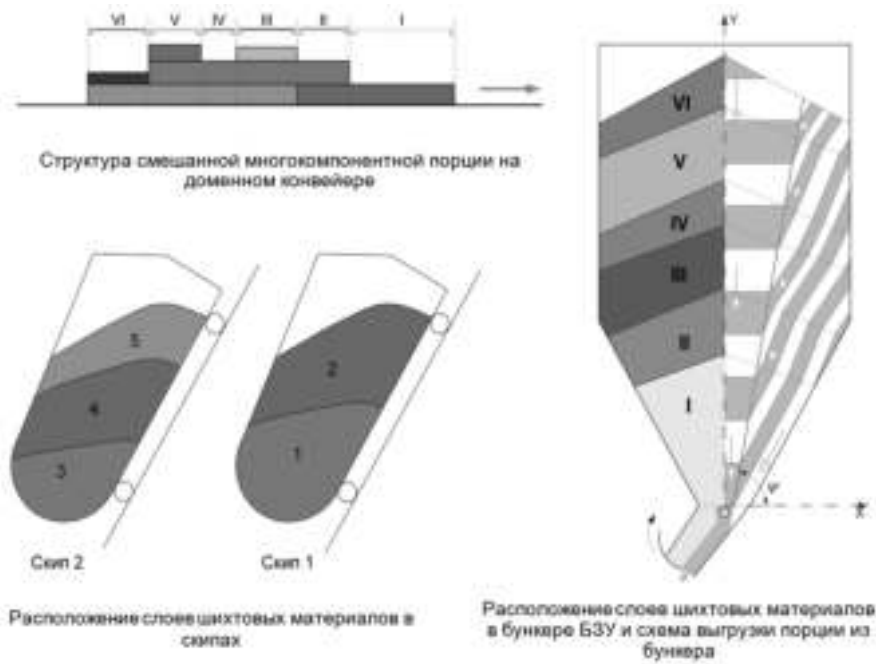 VI V IV III II I
Структура смешанной многокомпонентной порции на
доменном конвейере
5
4
3
2
1
Скип 2
Скип 1
Расположение слоев шихтовых материалов в
скипах
Y
VI
V
IV
III
II
I
X
Расположение слоев шихтовых материалов
в бункере БЗУ и схема выгрузки порции из
бункера